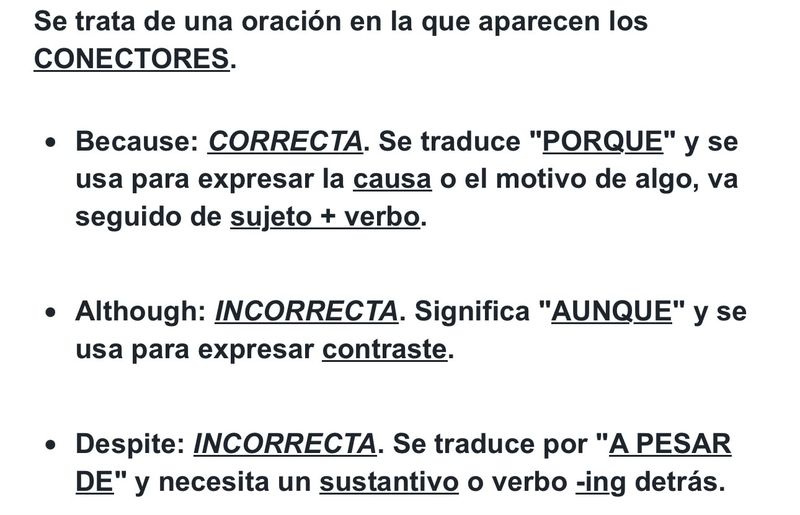 Se trata de una oración en la que aparecen los
CONECTORES.
• Because: CORRECTA. Se traduce "PORQUE" y se
usa para expresar la causa o el motivo de algo, va
seguido de sujeto + verbo.
• Although: INCORRECTA. Significa "AUNQUE" y se
usa para expresar contraste.
• Despite: INCORRECTA. Se traduce por "A PESAR
DE" y necesita un sustantivo o verbo -ing detrás.